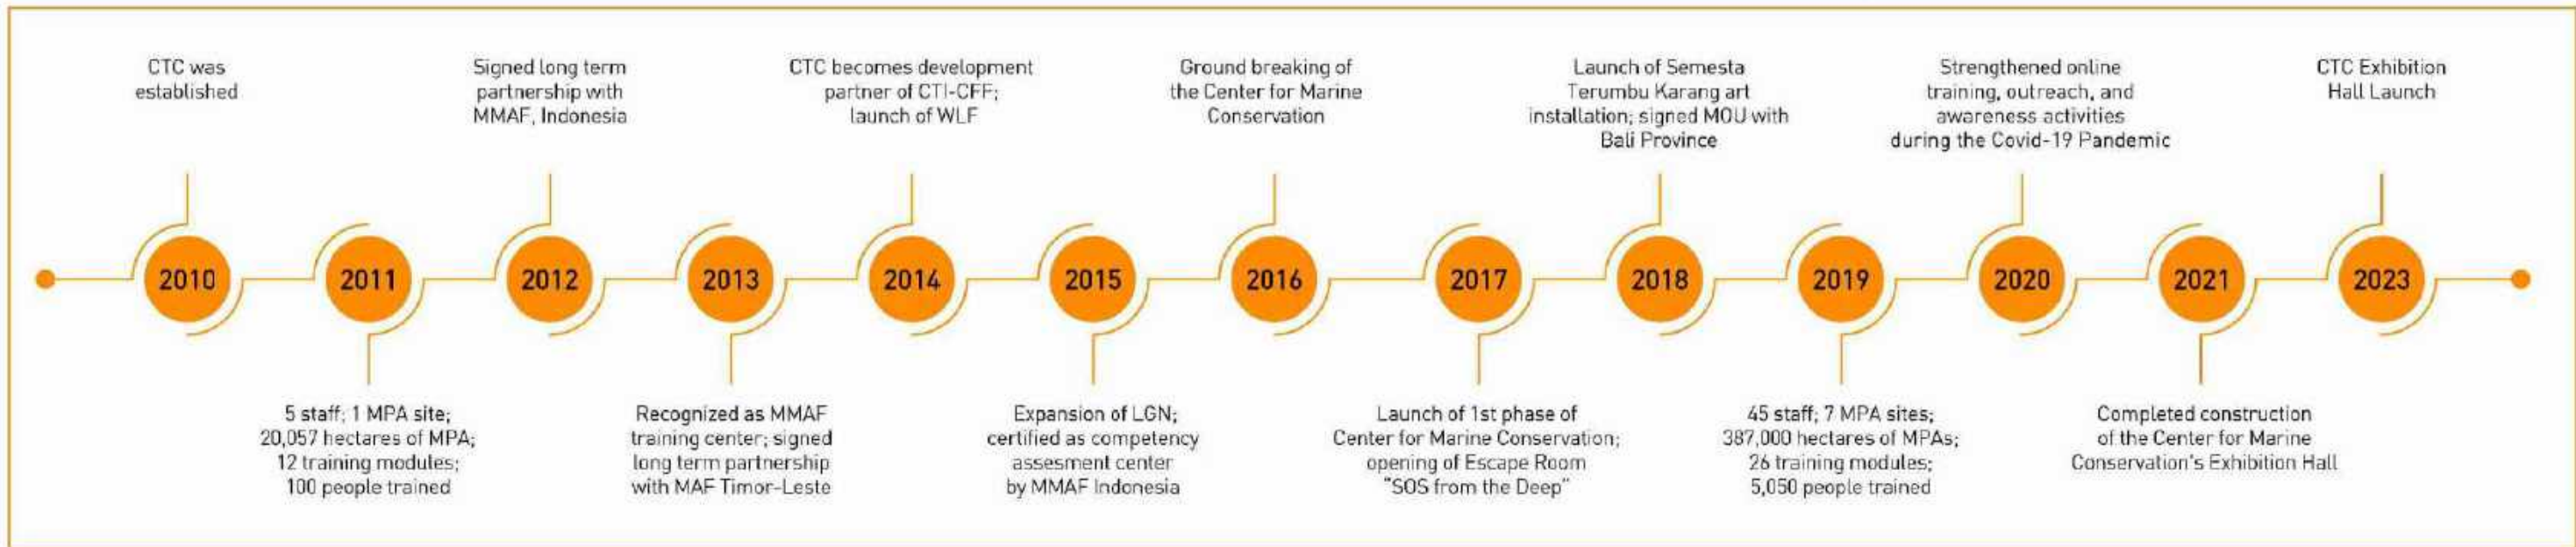 CTC was
established
Signed long term
partnership with
MMAF, Indonesia
CTC becomes development
partner of CTI-CFF;
launch of WLF
Ground breaking of
the Center for Marine
Conservation
Launch of Semesta
Terumbu Karang art
installation; signed MOU with
Bali Province
Strengthened online
training, outreach, and
awareness activities
during the Covid-19 Pandemic
CTC Exhibition
Hall Launch
2010
2011
2012
2013
2014
2015
2016
2017
2018
2019
2020
2021
2023
5 staff; 1 MPA site;
20,057 hectares of MPA;
12 training modules;
100 people trained
Recognized as MMAF
training center; signed
long term partnership
with MAF Timor-Leste
Expansion of LGN;
certified as competency
assesment center
by MMAF Indonesia
Launch of 1st phase of
Center for Marine Conservation;
opening of Escape Room
"SOS from the Deep"
45 staff; 7 MPA sites;
387,000 hectares of MPAs;
26 training modules;
5,050 people trained
Completed construction
of the Center for Marine
Conservation's Exhibition Hall